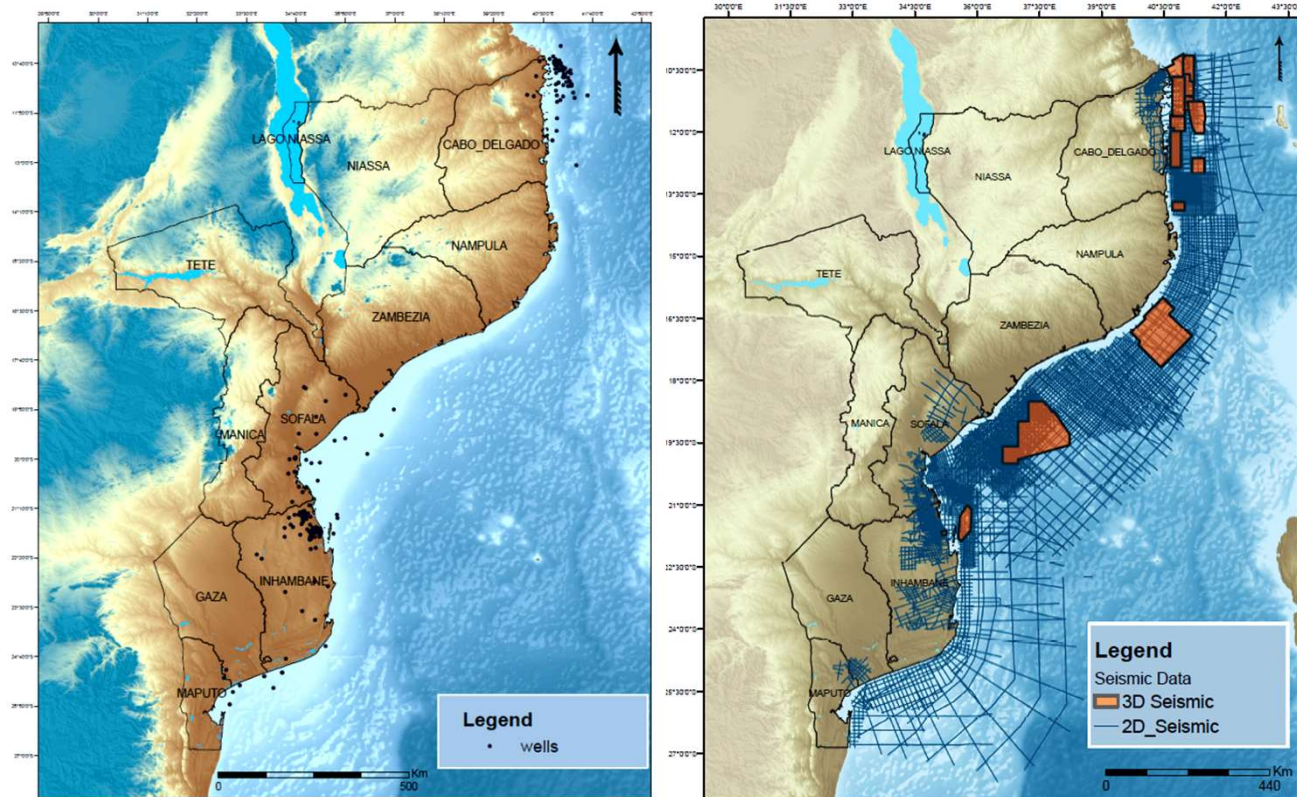 LAGO NIASSA
NIASSA
CABO_DELGADO
NAMPULA
TETE
ZAMBEZIA
SOFALA
MANICA
INHAMBANE
GAZA
MAPUTO
Legend
wells
Km
0
500
30°0'0"E
31°30'0"E
33°0'0"E
34°30'0"E
36°0'0"E
37°30'0"E
39°0'0"E
40°30'0"E
42°0'0"E
10°30'0"S
12°0'0"S
13°30'0"S
15°0'0"S
16°30'0"S
18°0'0"S
19°30'0"S
21°0'0"S
22°30'0"S
24°0'0"S
25°30'0"S
27°0'0"S
LAGO NIASSA
NIASSA
CABO_DELGADO
NAMPULA
TETE
ZAMBEZIA
MANICA
SOFALA
INHAMBANE
GAZA
MAPUTO
Legend
Seismic Data
3D Seismic
2D_Seismic
Km
0
440